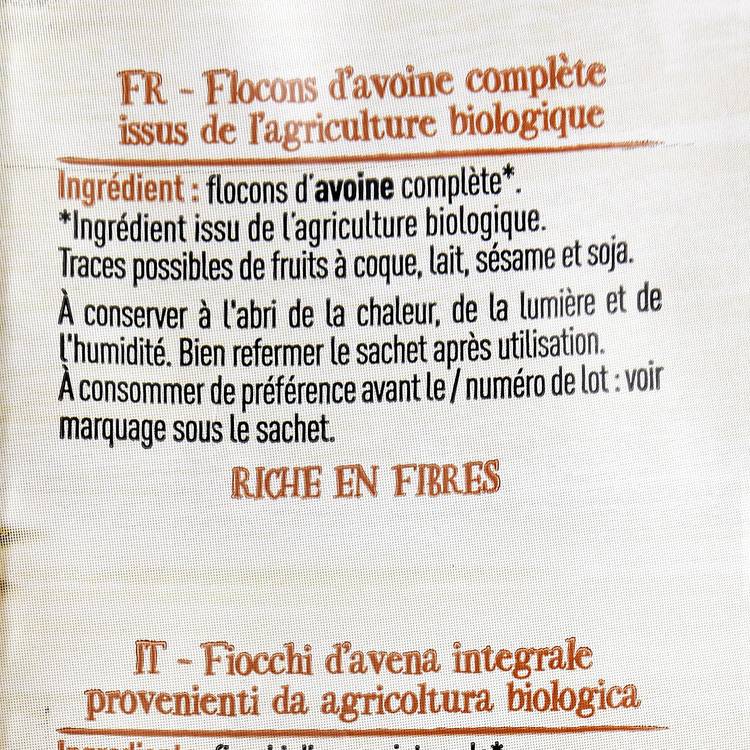 FR - Flocons d'avoine complète
issus de l'agriculture biologique
Ingrédient : flocons d'avoine complète*.
*Ingrédient issu de l'agriculture biologique.
Traces possibles de fruits à coque, lait, sésame et soja.
À conserver à l'abri de la chaleur, de la lumière et de
l'humidité. Bien refermer le sachet après utilisation.
À consommer de préférence avant le / numéro de lot : voir
marquage sous le sachet.
RICHE EN FIBRES
IT - Fiocchi d'avena integrale
provenienti da agricoltura biologica